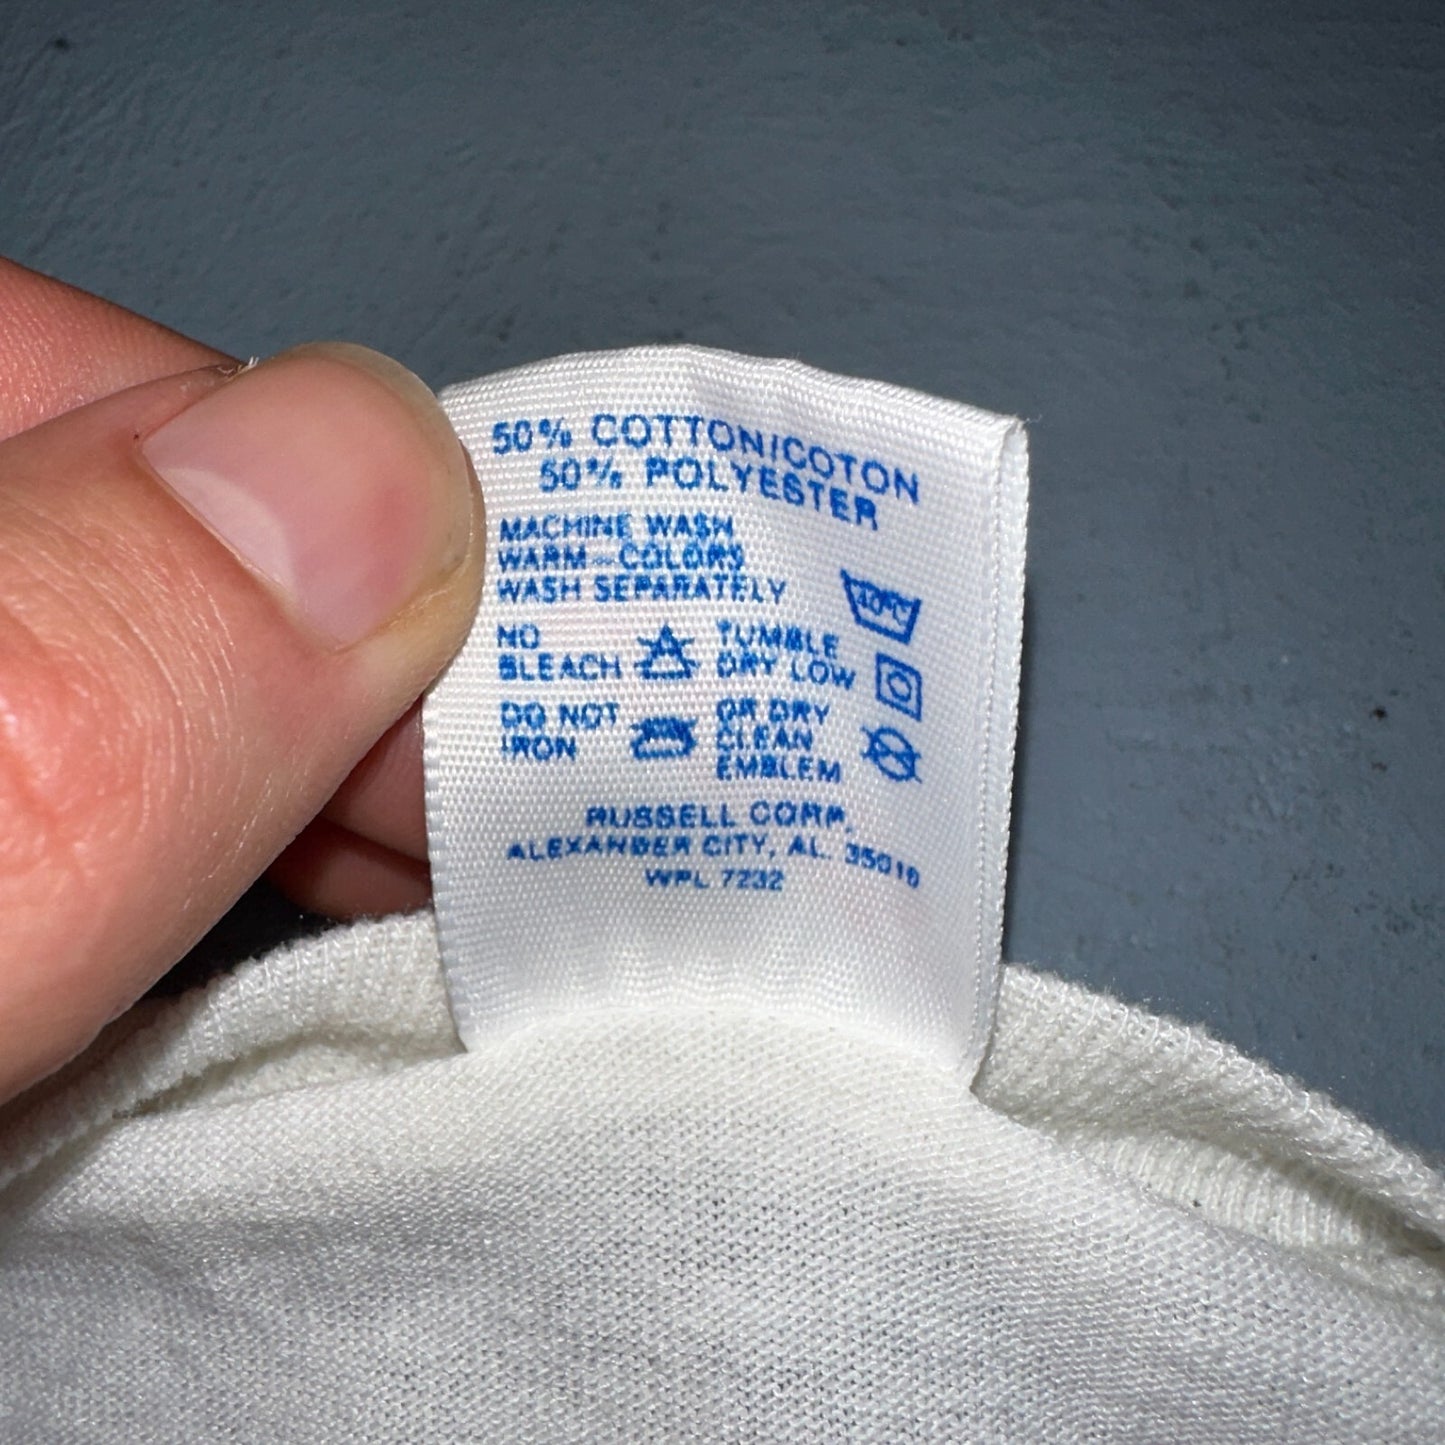 50% COTTON/COTON
50% POLYESTER
MACHINE WASH
WARM - COLORS
WASH SEPARATELY
40°C
NO
BLEACH
TUMBLE
DRY LOW
DO NOT
IRON
OR DRY
CLEAN
EMBLEM
RUSSELL CORP.
ALEXANDER CITY, AL. 35010
WPL 7232